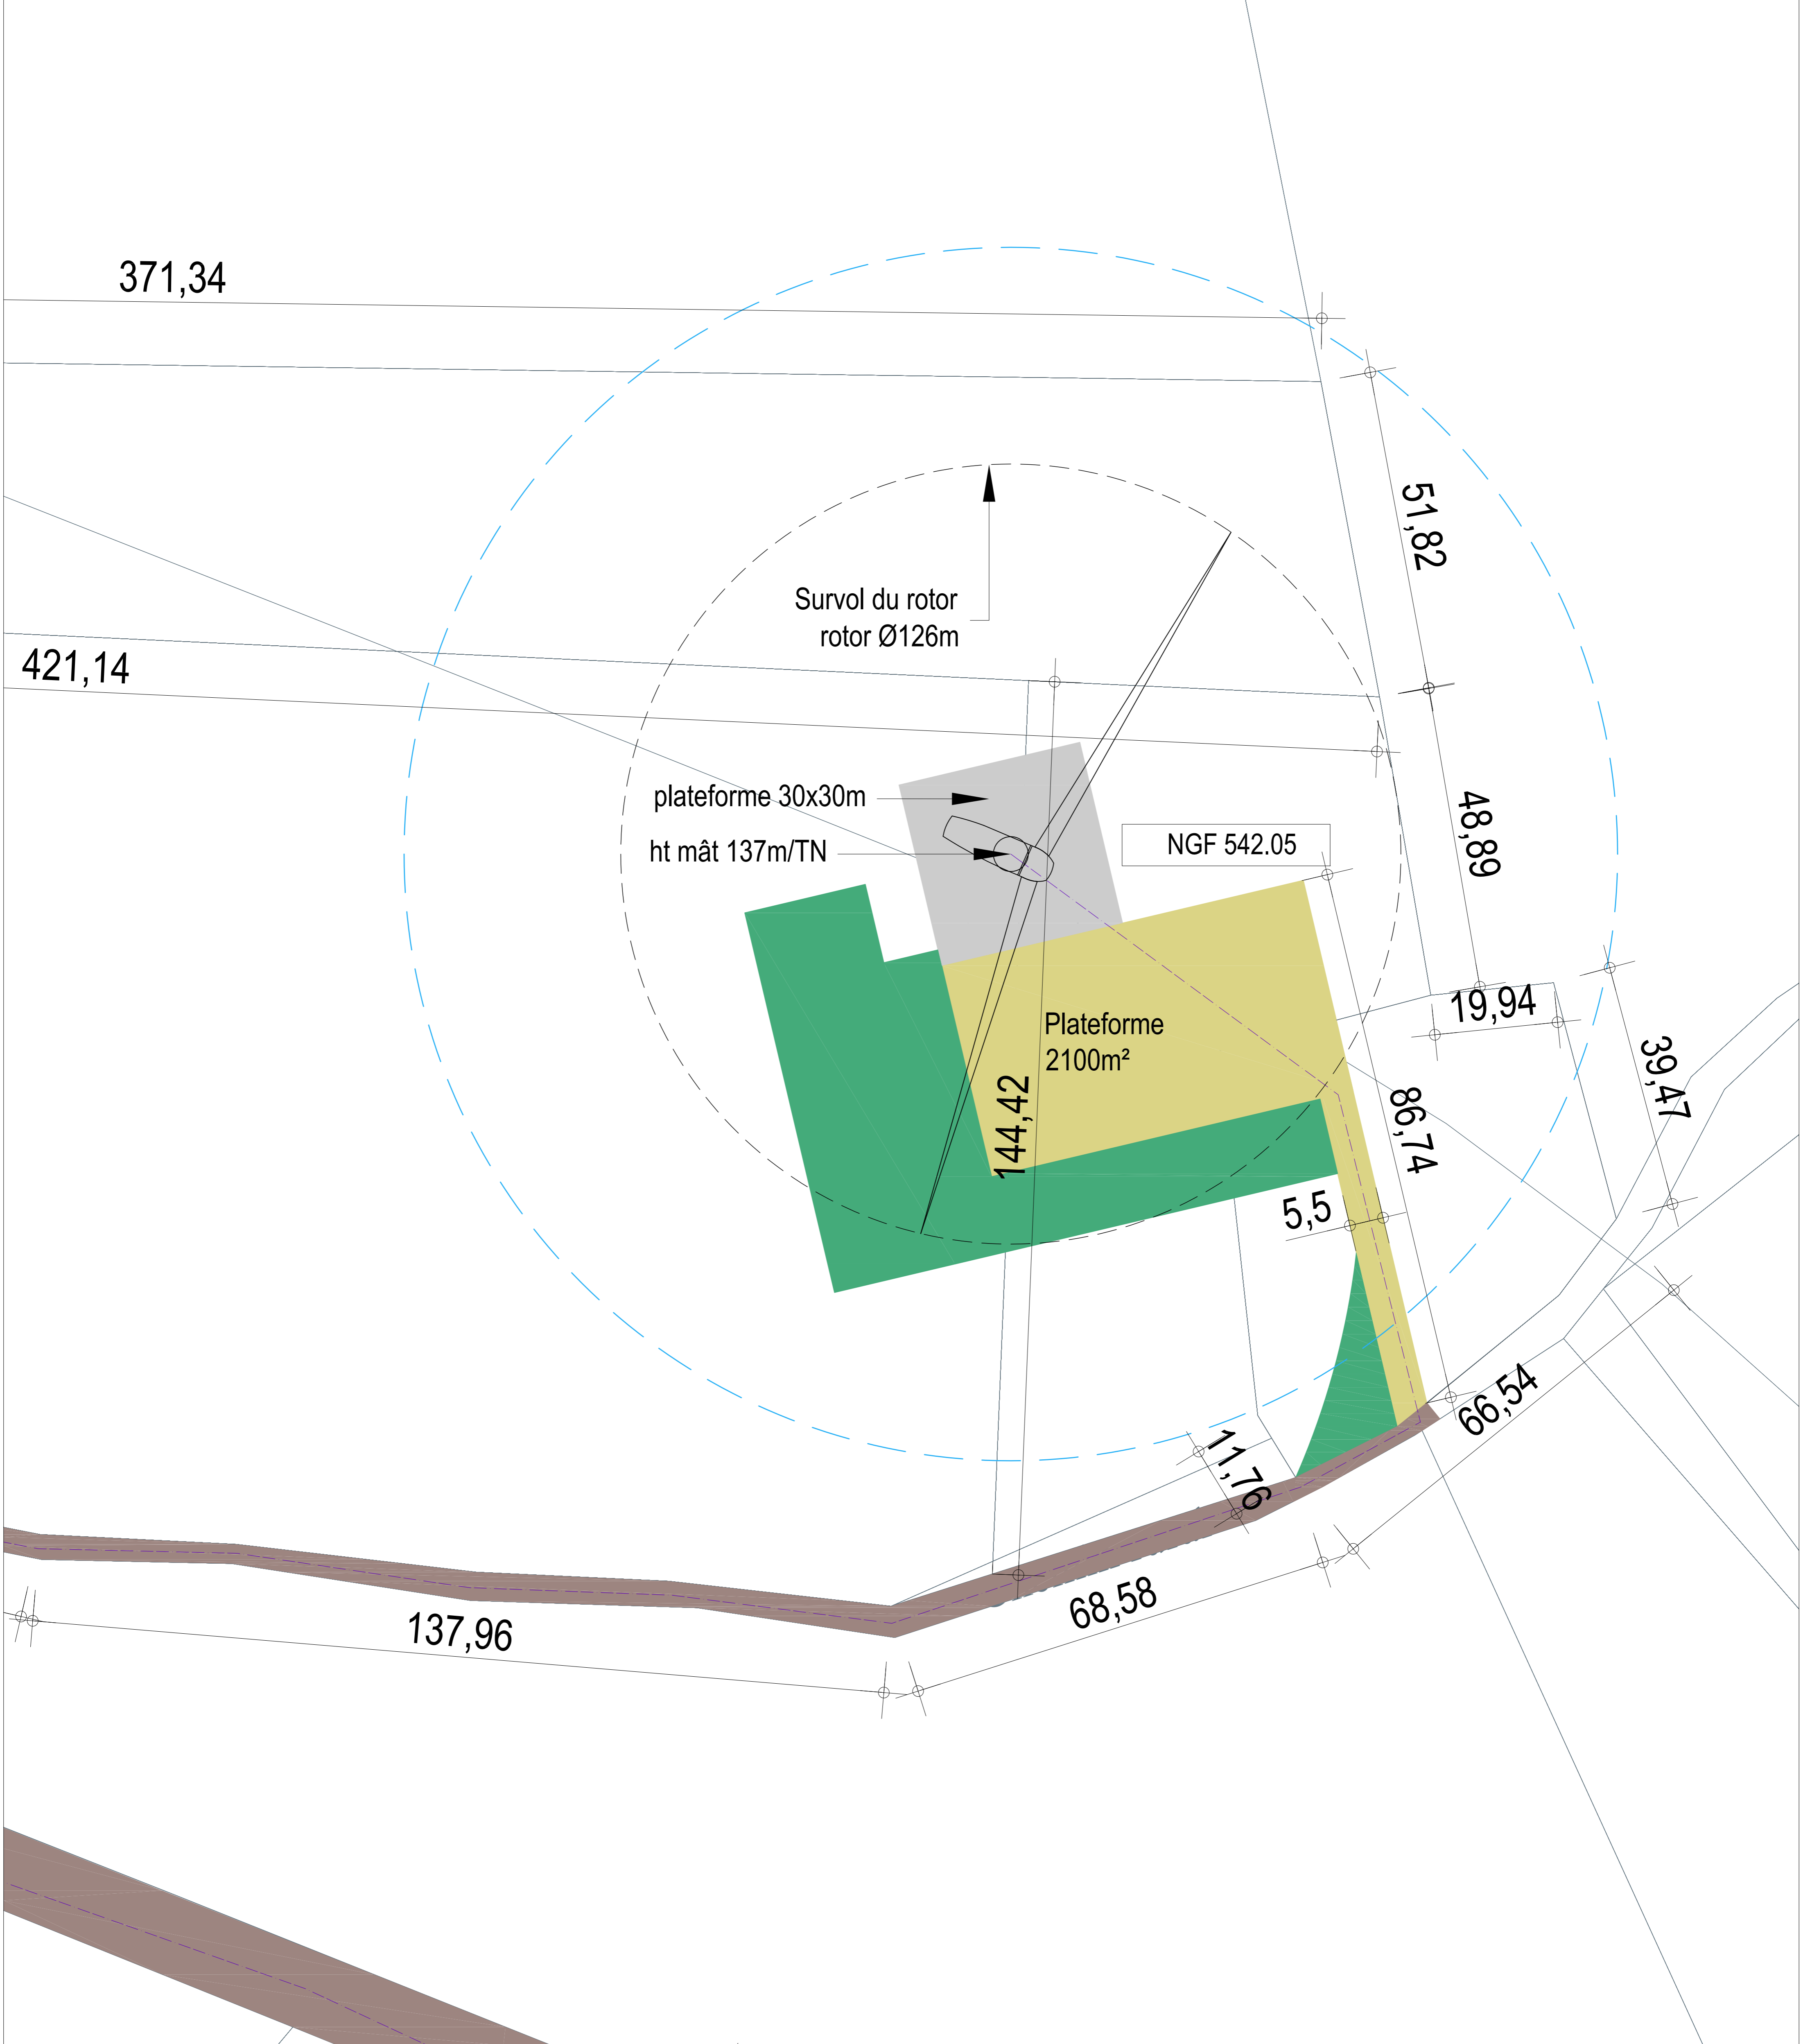 371,34
51,82
Survol du rotor
rotor Ø126m
421,14
plateforme 30x30m
48,89
NGF 542.05
ht mât 137m/TN
19,94
Plateforme
2100m²
39,47
144,42
86,74
5,5
66,54
11,76
68,58
137,96